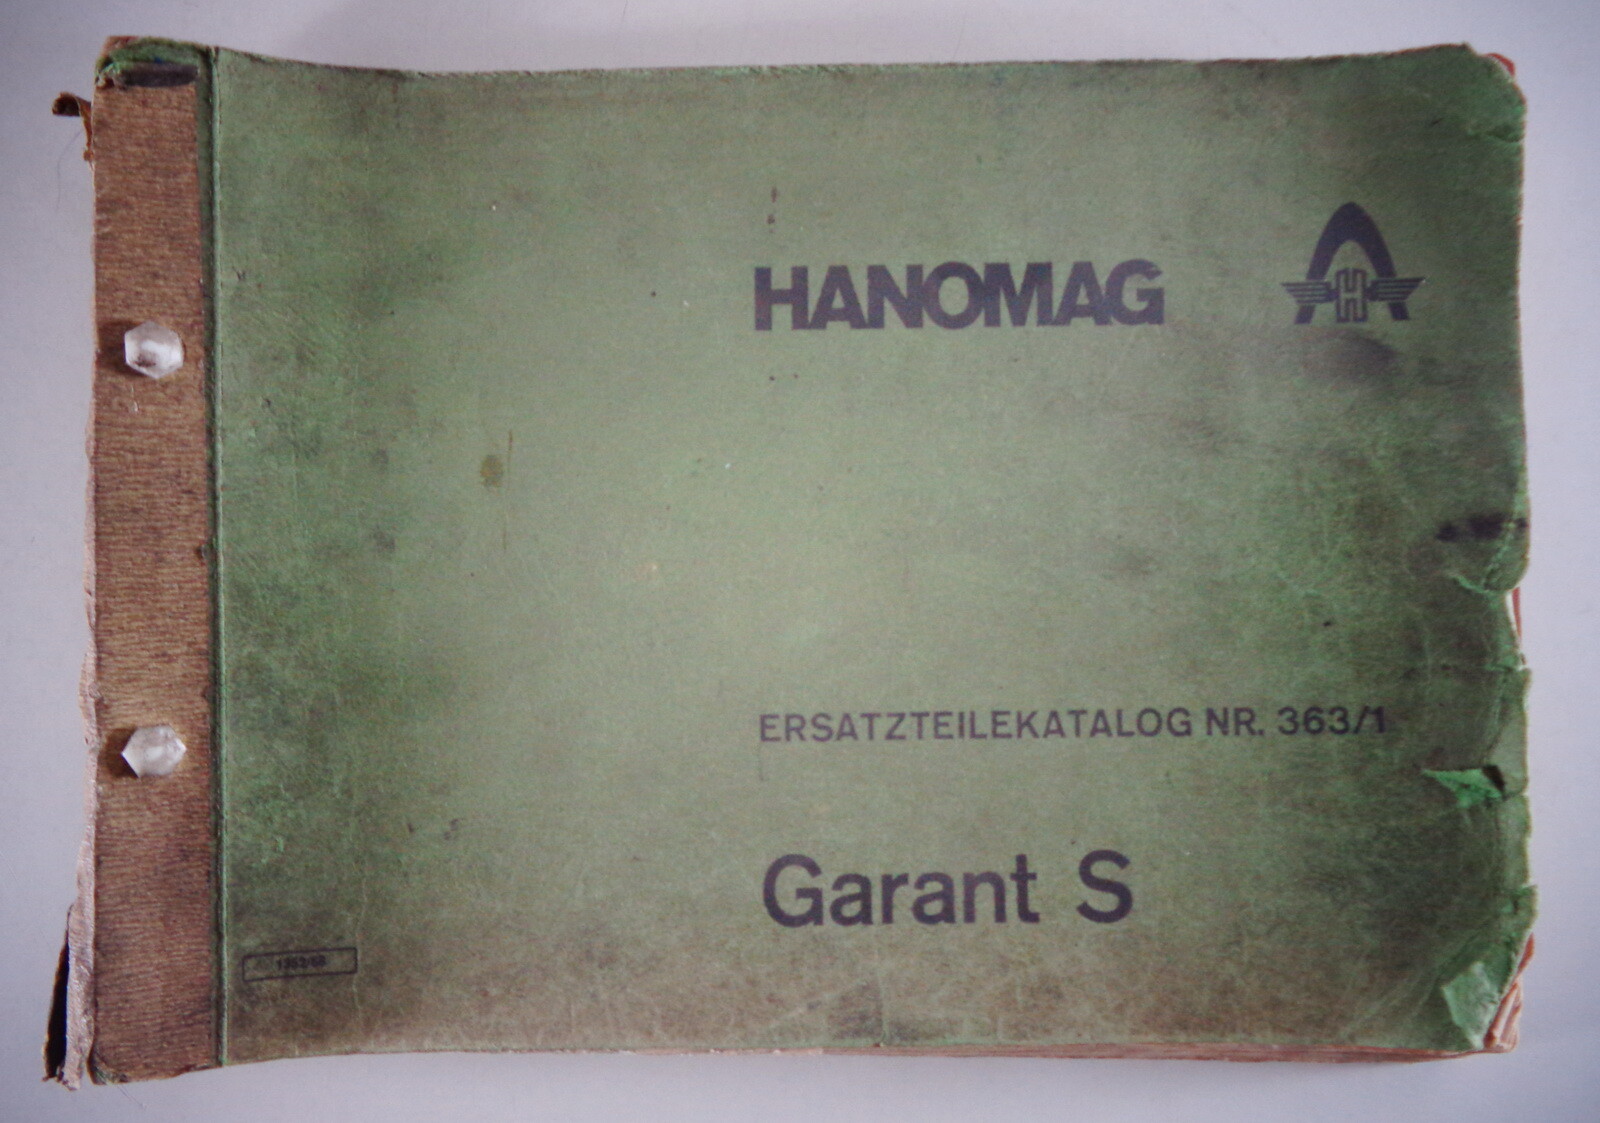 HANOMAG
H
ERSATZTEILEKATALOG NR. 363/1
Garant S